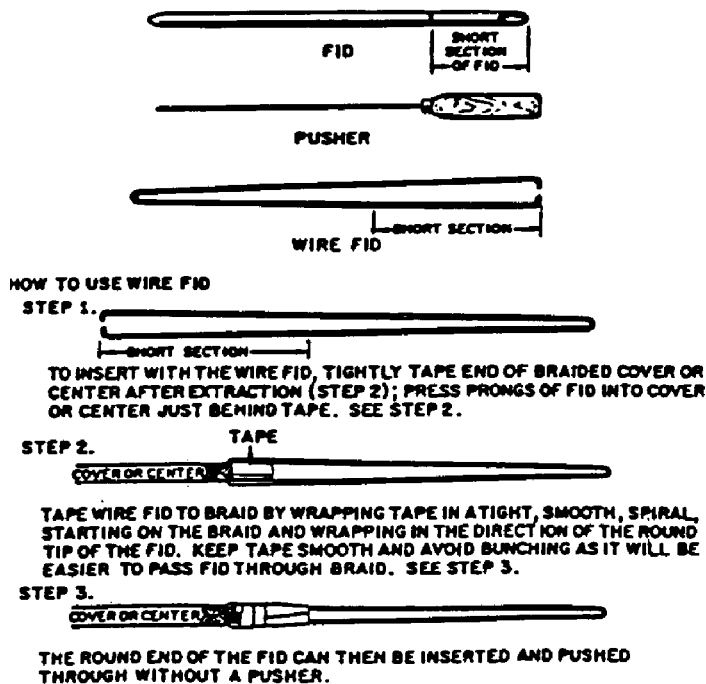 FID
SHORT
SECTION
OF FID
PUSHER
SHORT SECTION
WIRE FID
HOW TO USE WIRE FID
STEP 1.
SHORT SECTION
TO INSERT WITH THE WIRE FID, TIGHTLY TAPE END OF BRAIDED COVER OR
CENTER AFTER EXTRACTION (STEP 2); PRESS PRONGS OF FID INTO COVER
OR CENTER JUST BEHIND TAPE. SEE STEP 2.
STEP 2.
TAPE
COVER OR CENTER
TAPE WIRE FID TO BRAID BY WRAPPING TAPE IN A TIGHT, SMOOTH, SPIRAL,
STARTING ON THE BRAID AND WRAPPING IN THE DIRECTION OF THE ROUND
TIP OF THE FID. KEEP TAPE SMOOTH AND AVOID BUNCHING AS IT WILL BE
EASIER TO PASS FID THROUGH BRAID. SEE STEP 3.
STEP 3.
COVER OR CENTER
THE ROUND END OF THE FID CAN THEN BE INSERTED AND PUSHED
THROUGH WITHOUT A PUSHER.